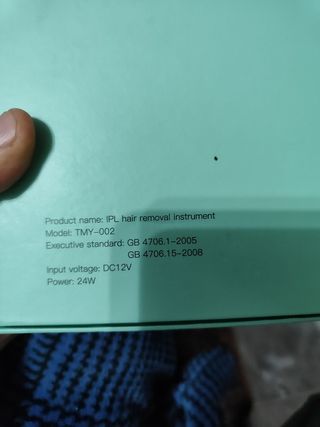 Product name: IPL hair removal instrument
Model: TMY-002
Executive standard: GB 4706.1-2005
GB 4706.15-2008
Input voltage: DC12V
Power: 24W